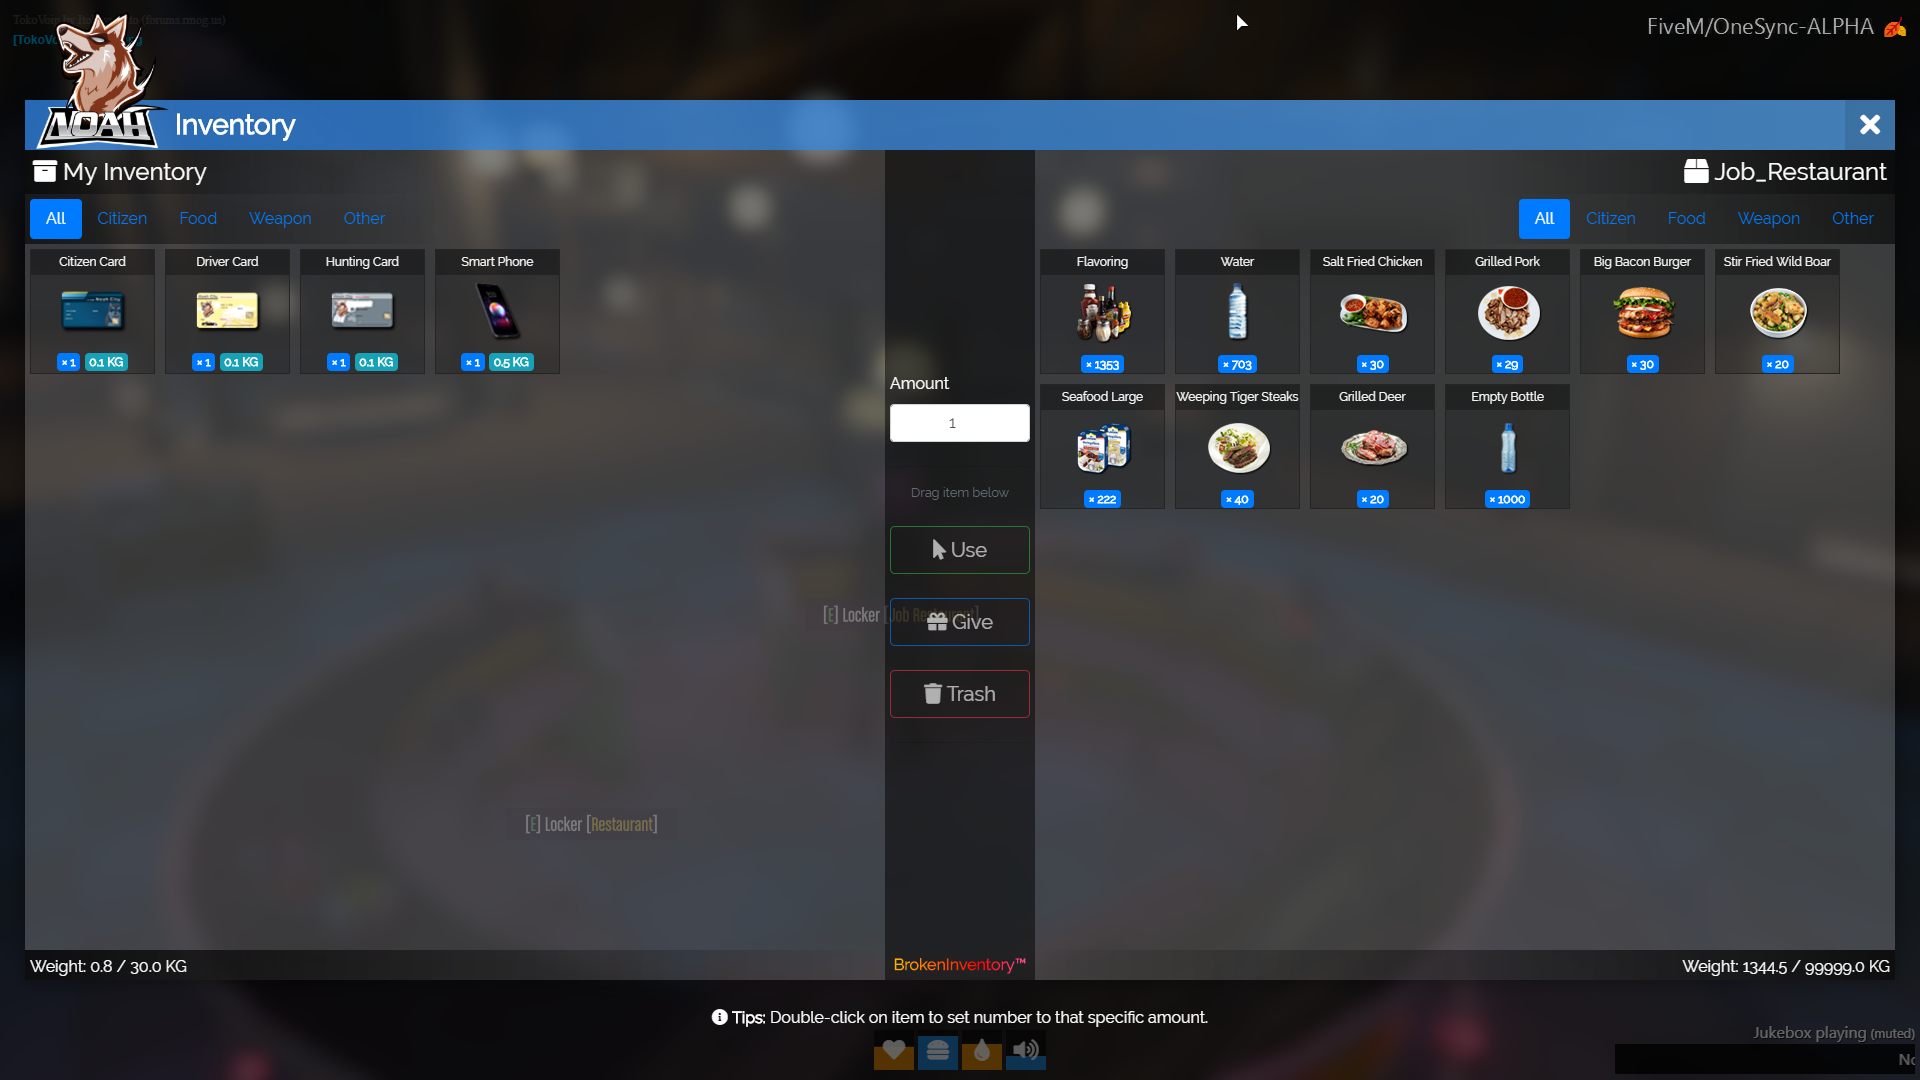 FiveM/OneSync-ALPHA
NOAH
Inventory
My Inventory
Job_Restaurant
All Citizen Food Weapon Other
All Citizen Food Weapon Other
Citizen Card
× 1 0.1 KG
Driver Card
× 1 0.1 KG
Hunting Card
× 1 0.1 KG
Smart Phone
× 1 0.5 KG
Amount
1
Drag item below
Use
[E] Locker [Job Restaurant]
Give
Trash
[E] Locker [Restaurant]
BrokenInventory™
Flavoring
× 1353
Water
× 703
Salt Fried Chicken
× 30
Grilled Pork
× 29
Big Bacon Burger
× 30
Stir Fried Wild Boar
× 20
Seafood Large
× 222
Weeping Tiger Steaks
× 40
Grilled Deer
× 20
Empty Bottle
× 1000
Weight: 0.8 / 30.0 KG
Weight: 1344.5 / 99999.0 KG
Tips: Double-click on item to set number to that specific amount.
Jukebox playing (muted)